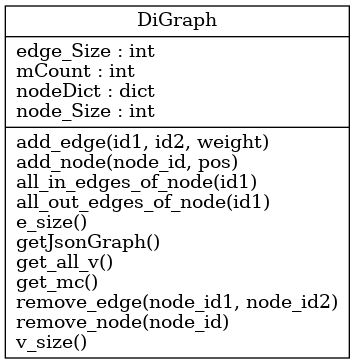 DiGraph
edge_Size : int
mCount : int
nodeDict : dict
node_Size : int
add_edge(id1, id2, weight)
add_node(node_id, pos)
all_in_edges_of_node(id1)
all_out_edges_of_node(id1)
e_size()
getJsonGraph()
get_all_v()
get_mc()
remove_edge(node_id1, node_id2)
remove_node(node_id)
v_size()